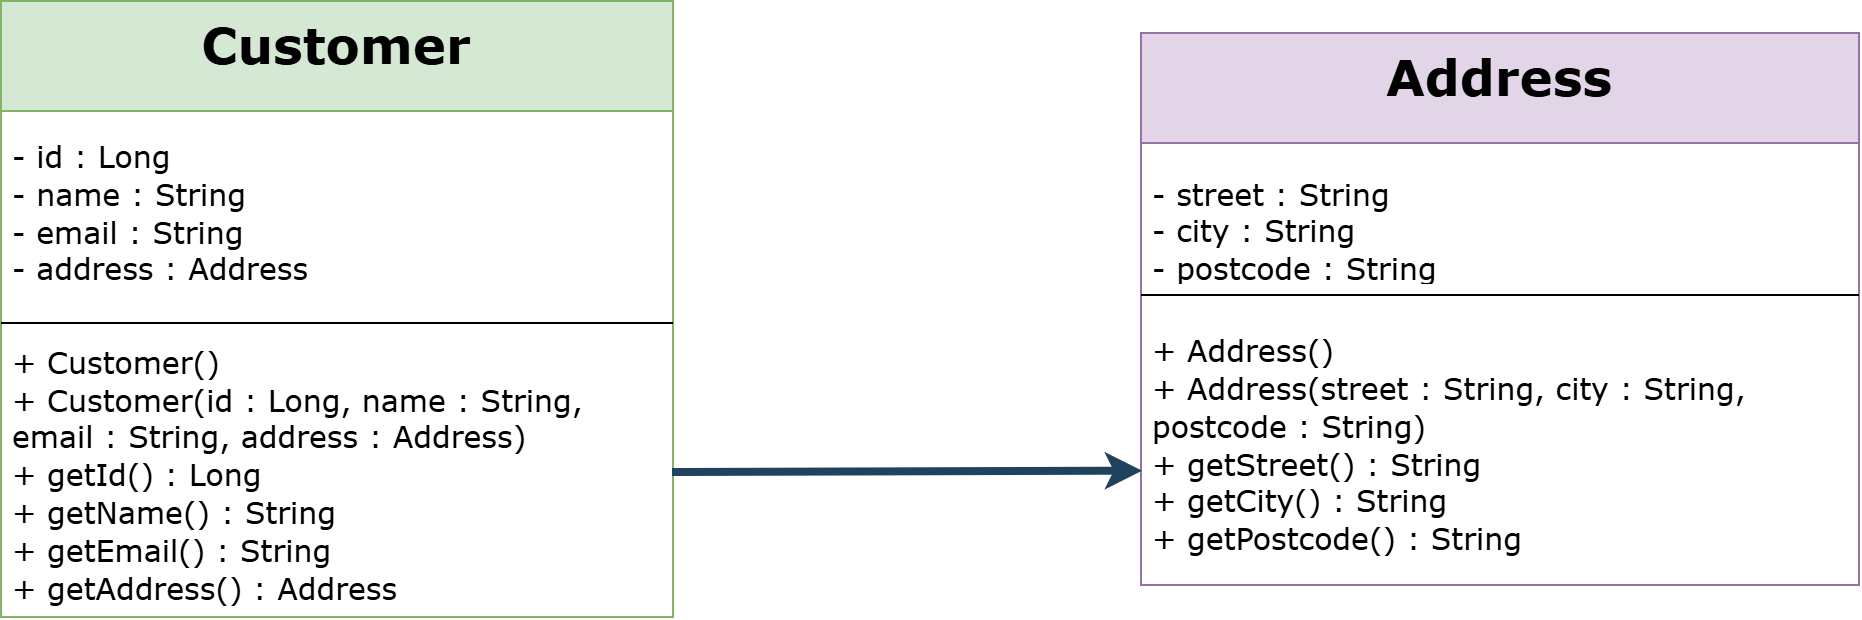 Customer
- id : Long
- name : String
- email : String
- address : Address
+ Customer()
+ Customer(id : Long, name : String,
email : String, address : Address)
+ getId() : Long
+ getName() : String
+ getEmail() : String
+ getAddress() : Address
Address
- street : String
- city : String
- postcode : String
+ Address()
+ Address(street : String, city : String,
postcode : String)
+ getStreet() : String
+ getCity() : String
+ getPostcode() : String